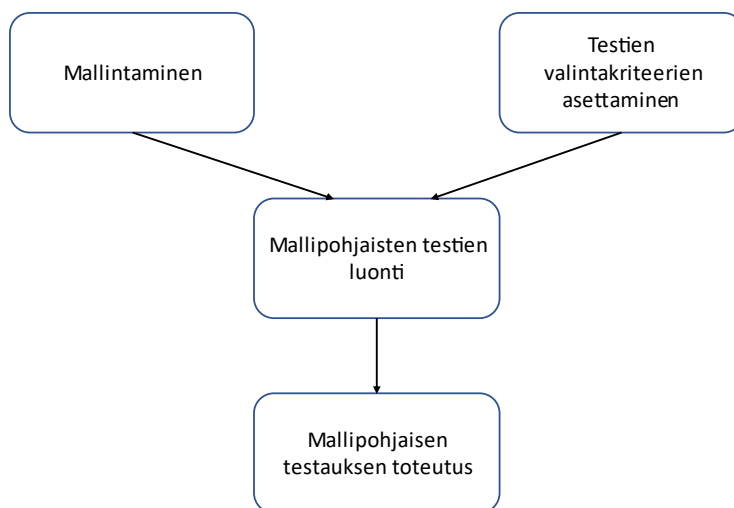 Mallintaminen
Testien
valintakriteerien
asettaminen
Mallipohjaisten testien
luonti
Mallipohjaisen
testauksen toteutus